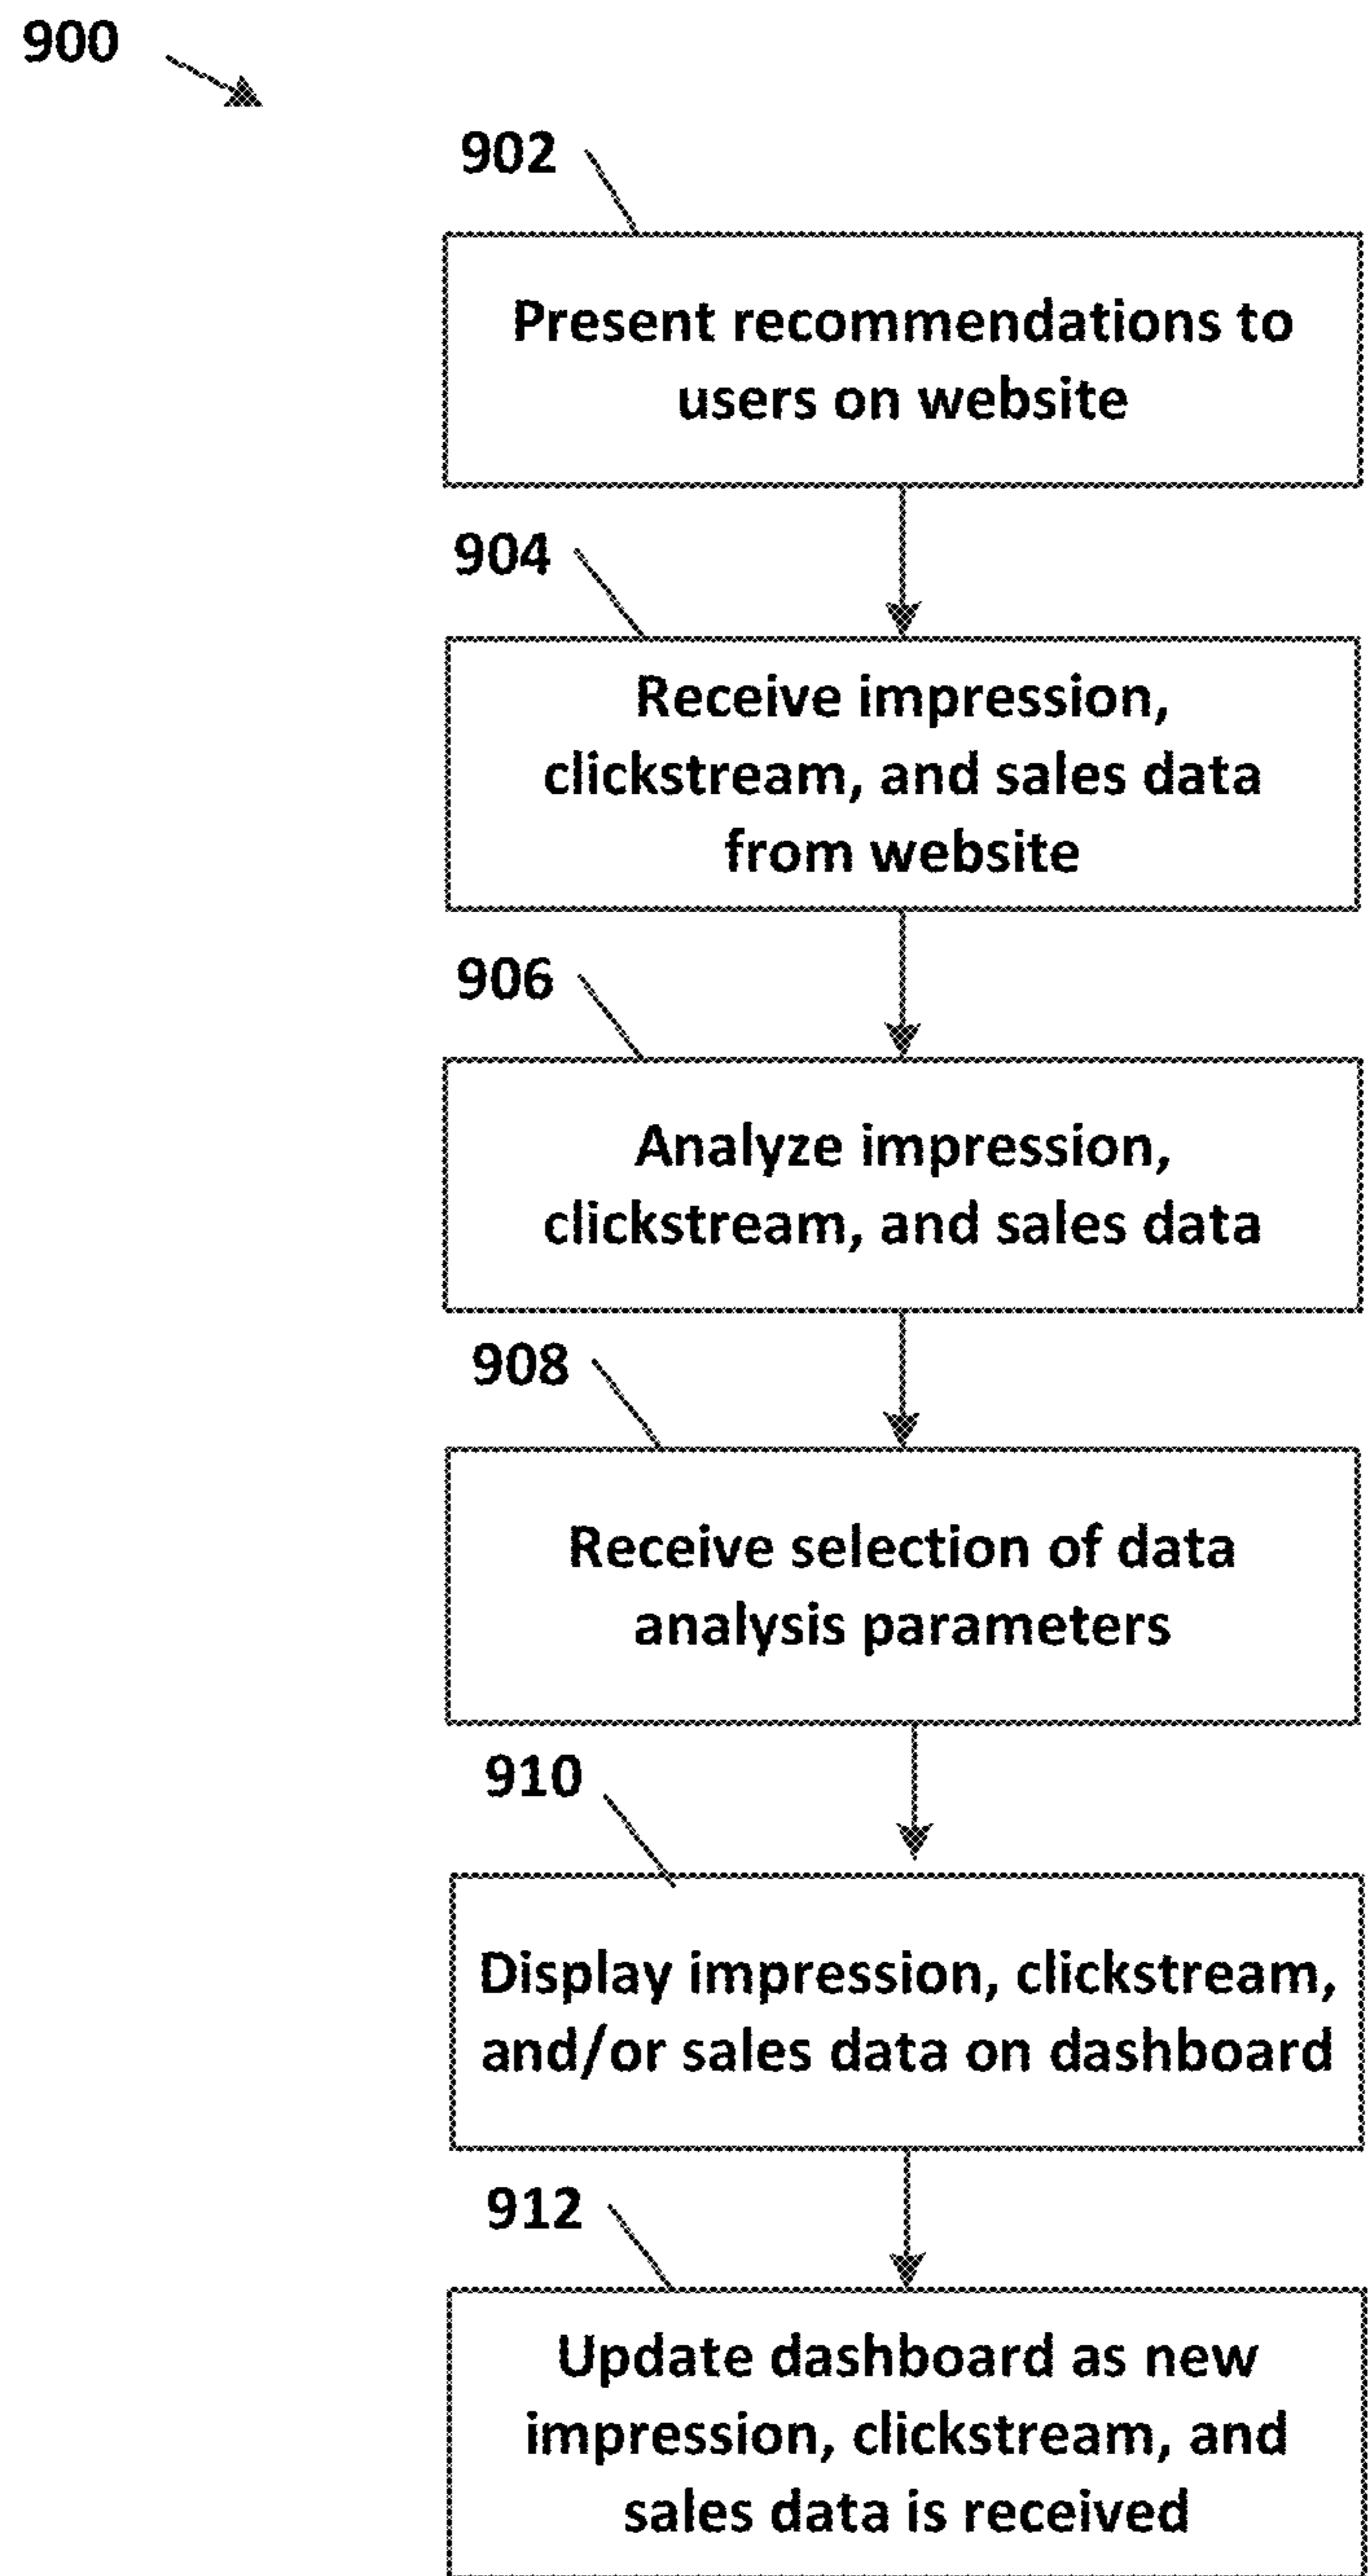 900
902
Present recommendations to
users on website
904
Receive impression,
clickstream, and sales data
from website
906
Analyze impression,
clickstream, and sales data
908
Receive selection of data
analysis parameters
910
Display impression, clickstream,
and/or sales data on dashboard
912
Update dashboard as new
impression, clickstream, and
sales data is received